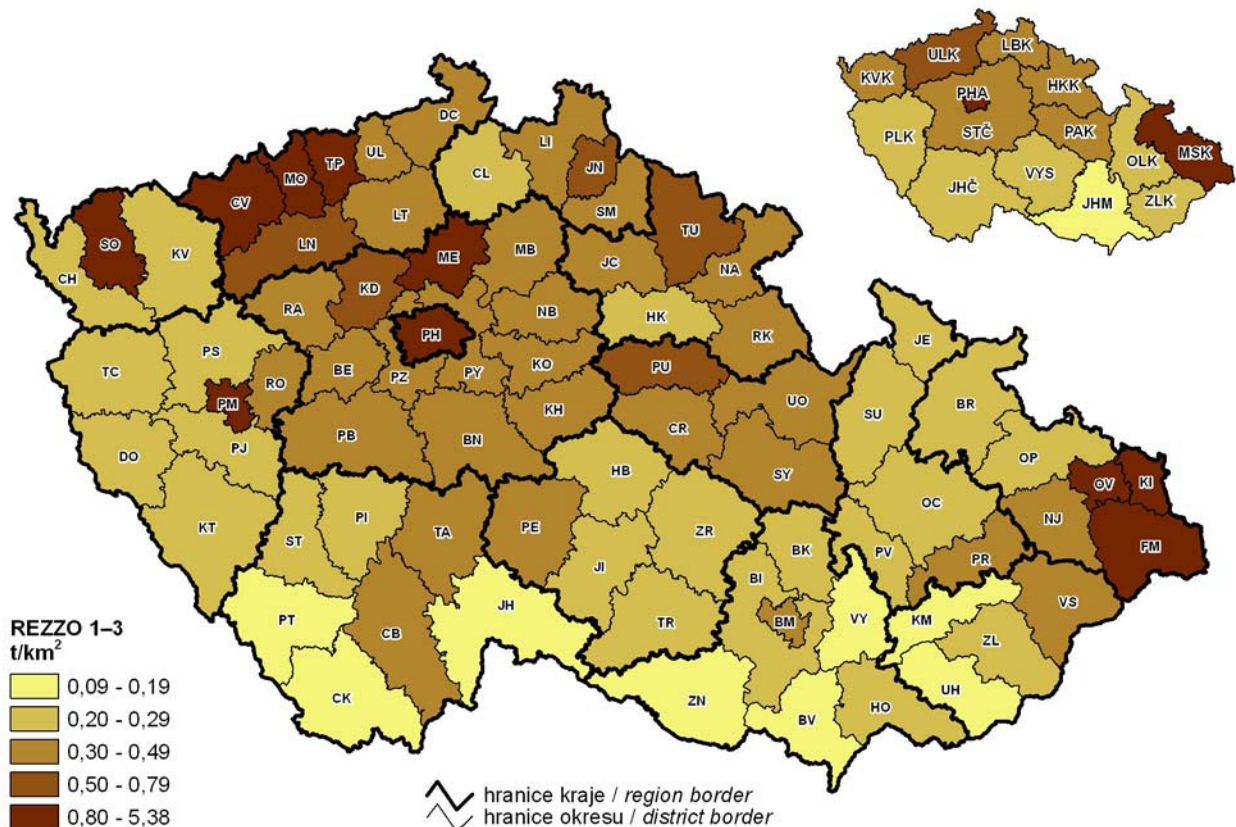 DC
LI
UL
TP
MO
JN
CL
CV
SM
LT
TU
LN
SO
KV
ME
MB
JC
NA
CH
KD
RA
NB
HK
RK
PH
TC
PS
BE
PZ
PY
KO
PU
JE
RO
PM
UO
SU
BR
KH
PB
BN
CR
PJ
DO
OP
HB
SY
OV
KI
OC
KT
PI
ST
TA
PE
ZR
NJ
FM
BK
PV
PR
JI
BI
VS
JH
PT
CB
TR
BM
VY
KM
ZL
CK
ZN
BV
HO
UH
ULK
LBK
KVK
HKK
PHA
STČ
PAK
PLK
MSK
OLK
VYS
JHČ
ZLK
JHM
REZZO 1–3
t/km²
0,09 - 0,19
0,20 - 0,29
0,30 - 0,49
0,50 - 0,79
0,80 - 5,38
hranice kraje / region border
hranice okresu / district border